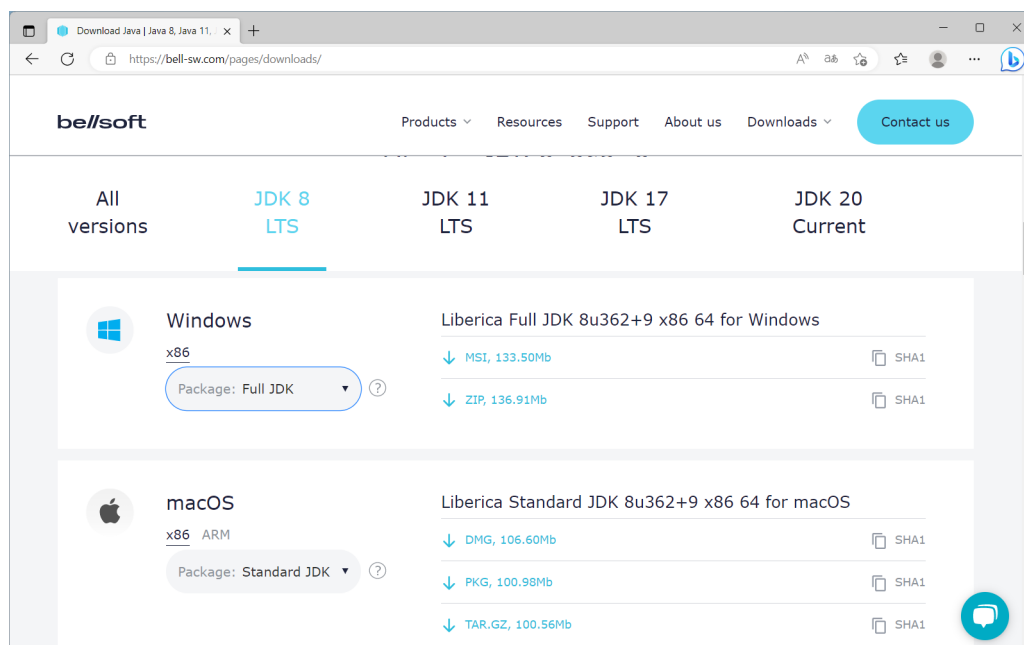 Download Java | Java 8, Java 11,
https://bell-sw.com/pages/downloads/
bellsoft
Products
Resources
Support
About us
Downloads
Contact us
All versions
JDK 8 LTS
JDK 11 LTS
JDK 17 LTS
JDK 20 Current
Windows
x86
Package: Full JDK
?
Liberica Full JDK 8u362+9 x86 64 for Windows
MSI, 133.50Mb
SHA1
ZIP, 136.91Mb
SHA1
macOS
x86 ARM
Package: Standard JDK
?
Liberica Standard JDK 8u362+9 x86 64 for macOS
DMG, 106.60Mb
SHA1
PKG, 100.98Mb
SHA1
TAR.GZ, 100.56Mb
SHA1